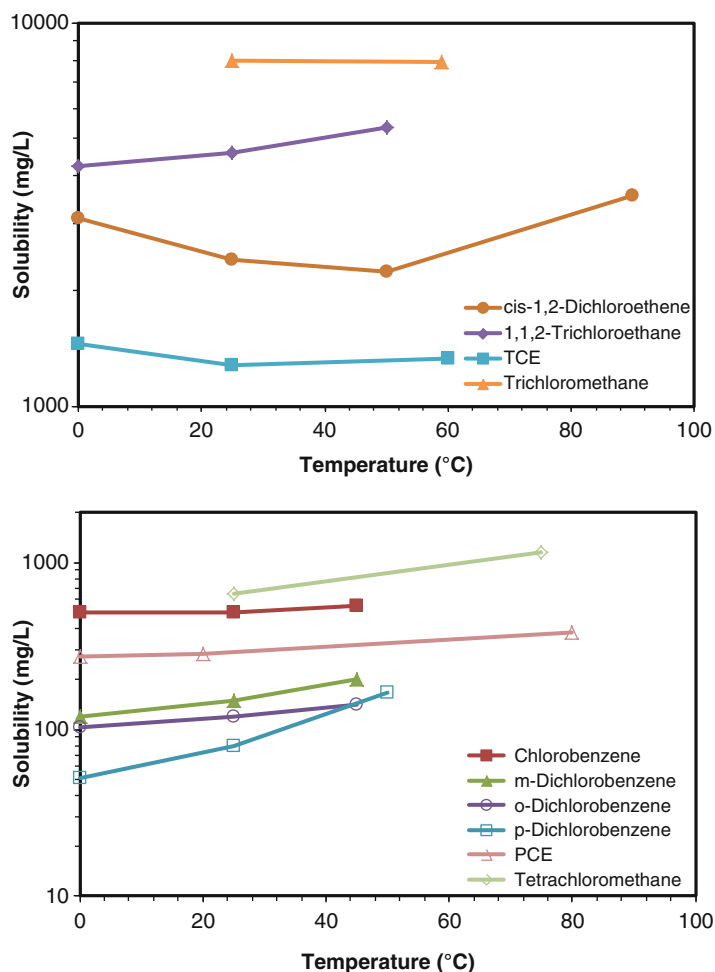 10000
Solubility (mg/L)
cis-1,2-Dichloroethene
1,1,2-Trichloroethane
TCE
Trichloromethane
1000
0 20 40 60 80 100
Temperature (°C)
1000
Solubility (mg/L)
100
Chlorobenzene
m-Dichlorobenzene
o-Dichlorobenzene
p-Dichlorobenzene
PCE
Tetrachloromethane
10
0 20 40 60 80 100
Temperature (°C)